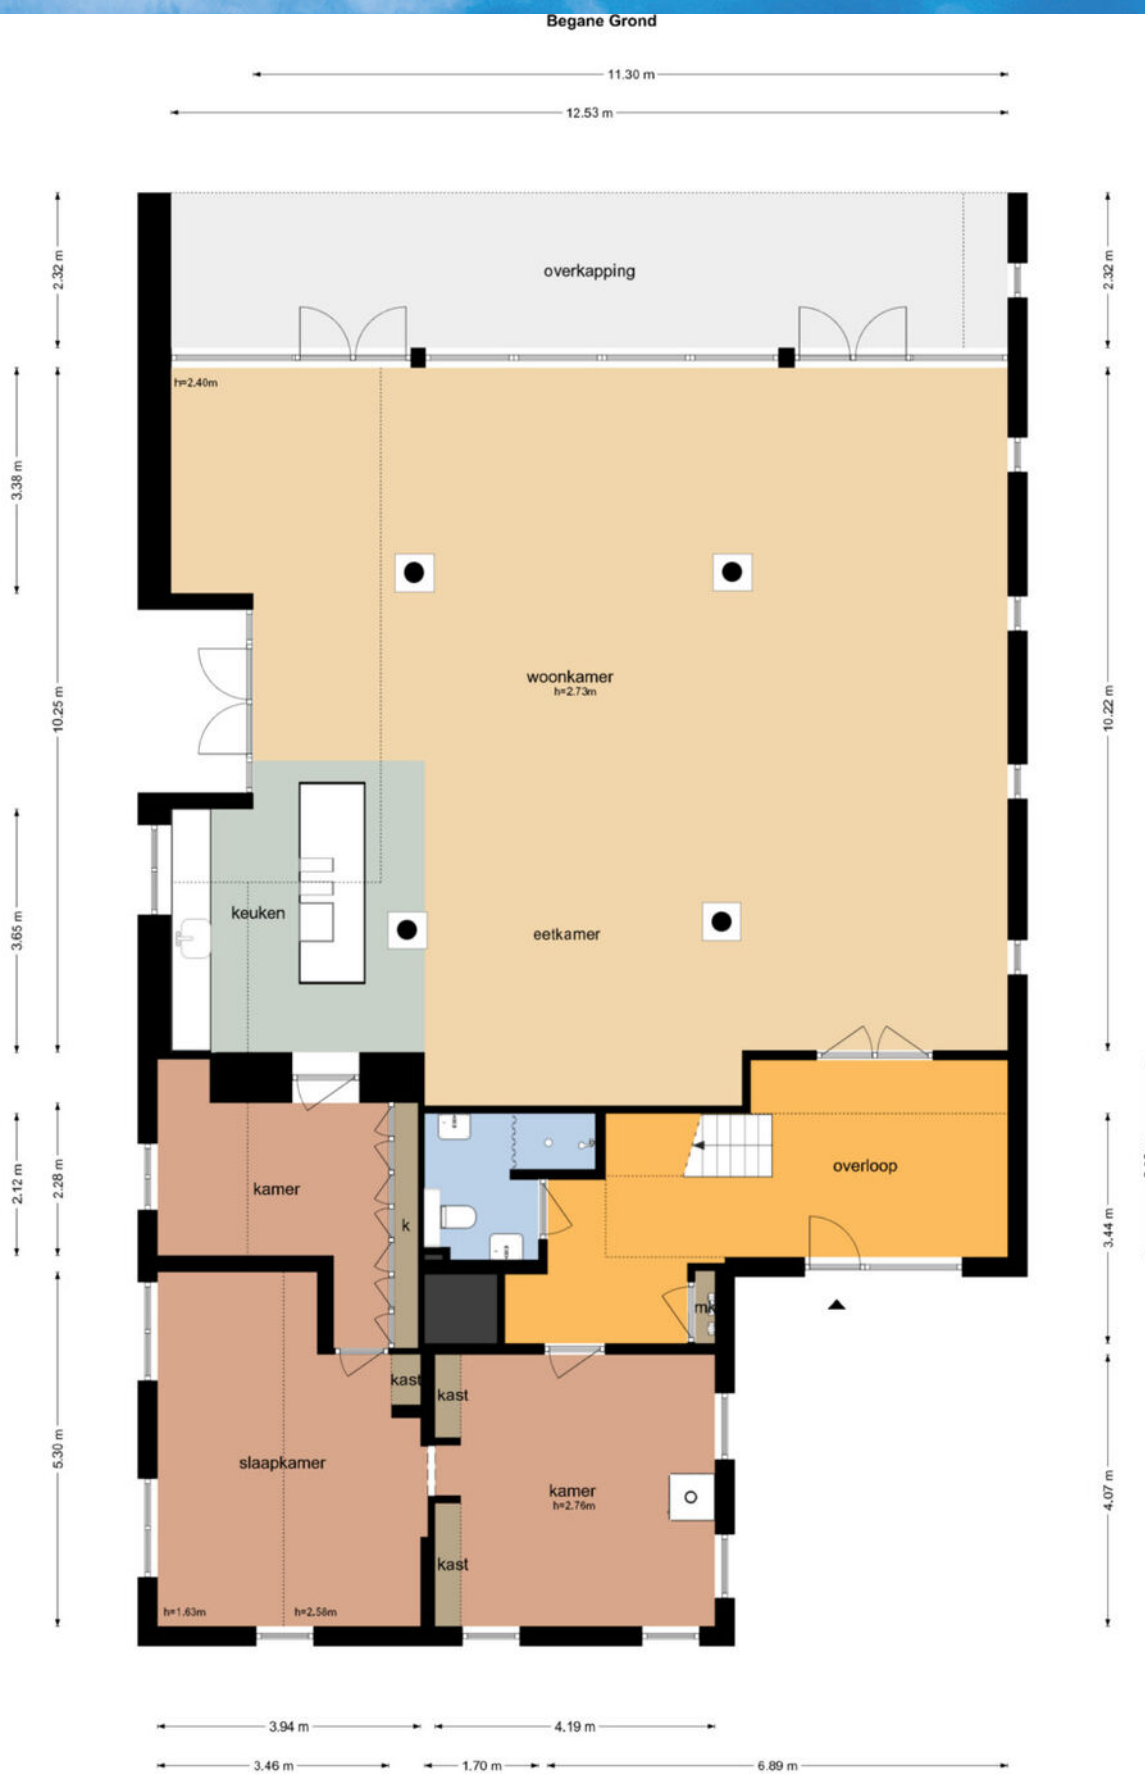 Begane Grond
11.30 m
12.53 m
2.32 m
2.32 m
overkapping
h=2.40m
3.38 m
10.25 m
10.22 m
woonkamer
h=2.73m
keuken
eetkamer
3.65 m
kamer
k
overloop
2.12 m
2.28 m
3.44 m
mk
kast
kast
slaapkamer
kamer
h=2.76m
kast
5.30 m
4.07 m
h=1.63m
h=2.58m
3.94 m
4.19 m
3.46 m
1.70 m
6.89 m